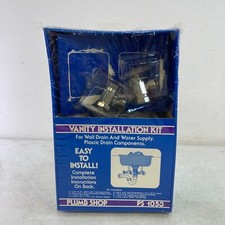 VANITY INSTALLATION KIT
For Wall Drain And Water Supply.
Plastic Drain Components.
EASY
TO
INSTALL!
Complete
Installation
Instructions
On Back.
PLUMB SHOP
PS 1050